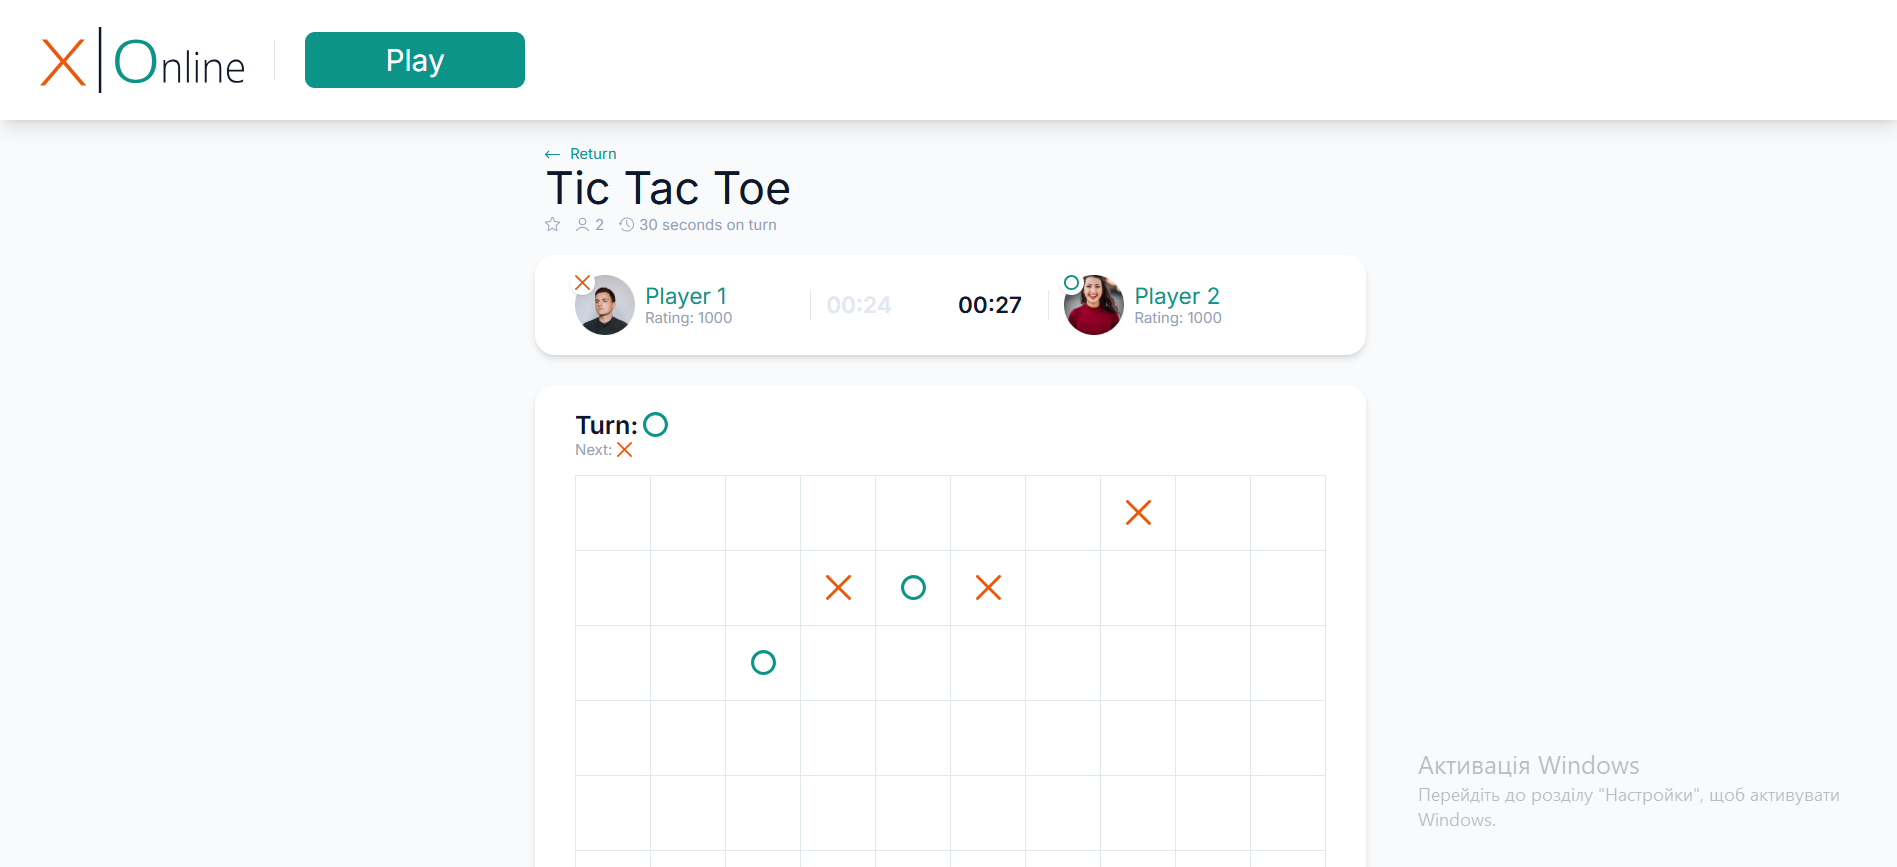 X|Online
Play
← Return
Tic Tac Toe
2 30 seconds on turn
Player 1
Rating: 1000
00:24
00:27
Player 2
Rating: 1000
Turn:
Next:
Активація Windows
Перейдіть до розділу "Настройки", щоб активувати
Windows.